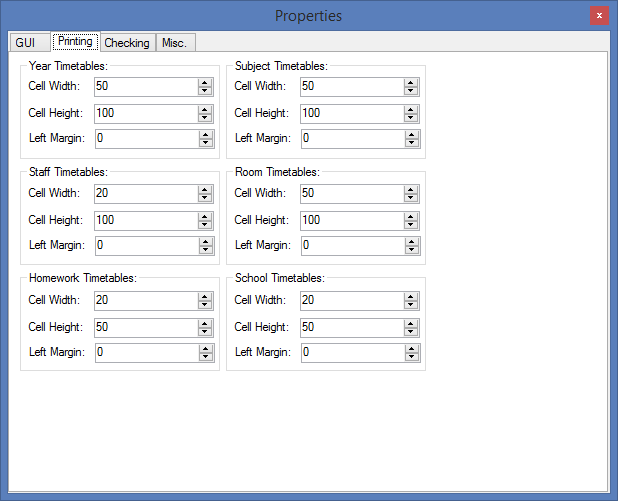 Properties
x
GUI Printing Checking Misc.
Year Timetables:
Cell Width: 50
Cell Height: 100
Left Margin: 0
Subject Timetables:
Cell Width: 50
Cell Height: 100
Left Margin: 0
Staff Timetables:
Cell Width: 20
Cell Height: 100
Left Margin: 0
Room Timetables:
Cell Width: 50
Cell Height: 100
Left Margin: 0
Homework Timetables:
Cell Width: 20
Cell Height: 50
Left Margin: 0
School Timetables:
Cell Width: 20
Cell Height: 50
Left Margin: 0